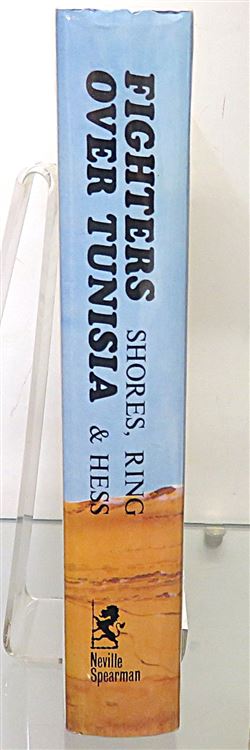 FIGHTERS
OVER TUNISIA
SHORES, RING
& HESS
Neville
Spearman